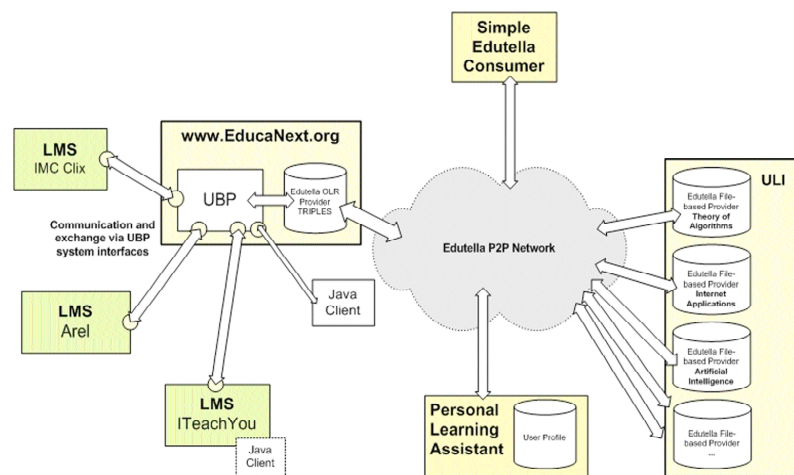 Simple
Edutella
Consumer
www.EducaNext.org
LMS
IMC Clix
UBP
Edutella OLR
Provider
TRIPLES
Communication and
exchange via UBP
system interfaces
LMS
Arel
Java
Client
LMS
ITeachYou
Java
Client
Edutella P2P Network
Personal
Learning
Assistant
User Profile
ULI
Edutella File-
based Provider
Theory of
Algorithms
Edutella File-
based Provider
Internet
Applications
Edutella File-
based Provider
Artificial
Intelligence
Edutella File-
based Provider
....